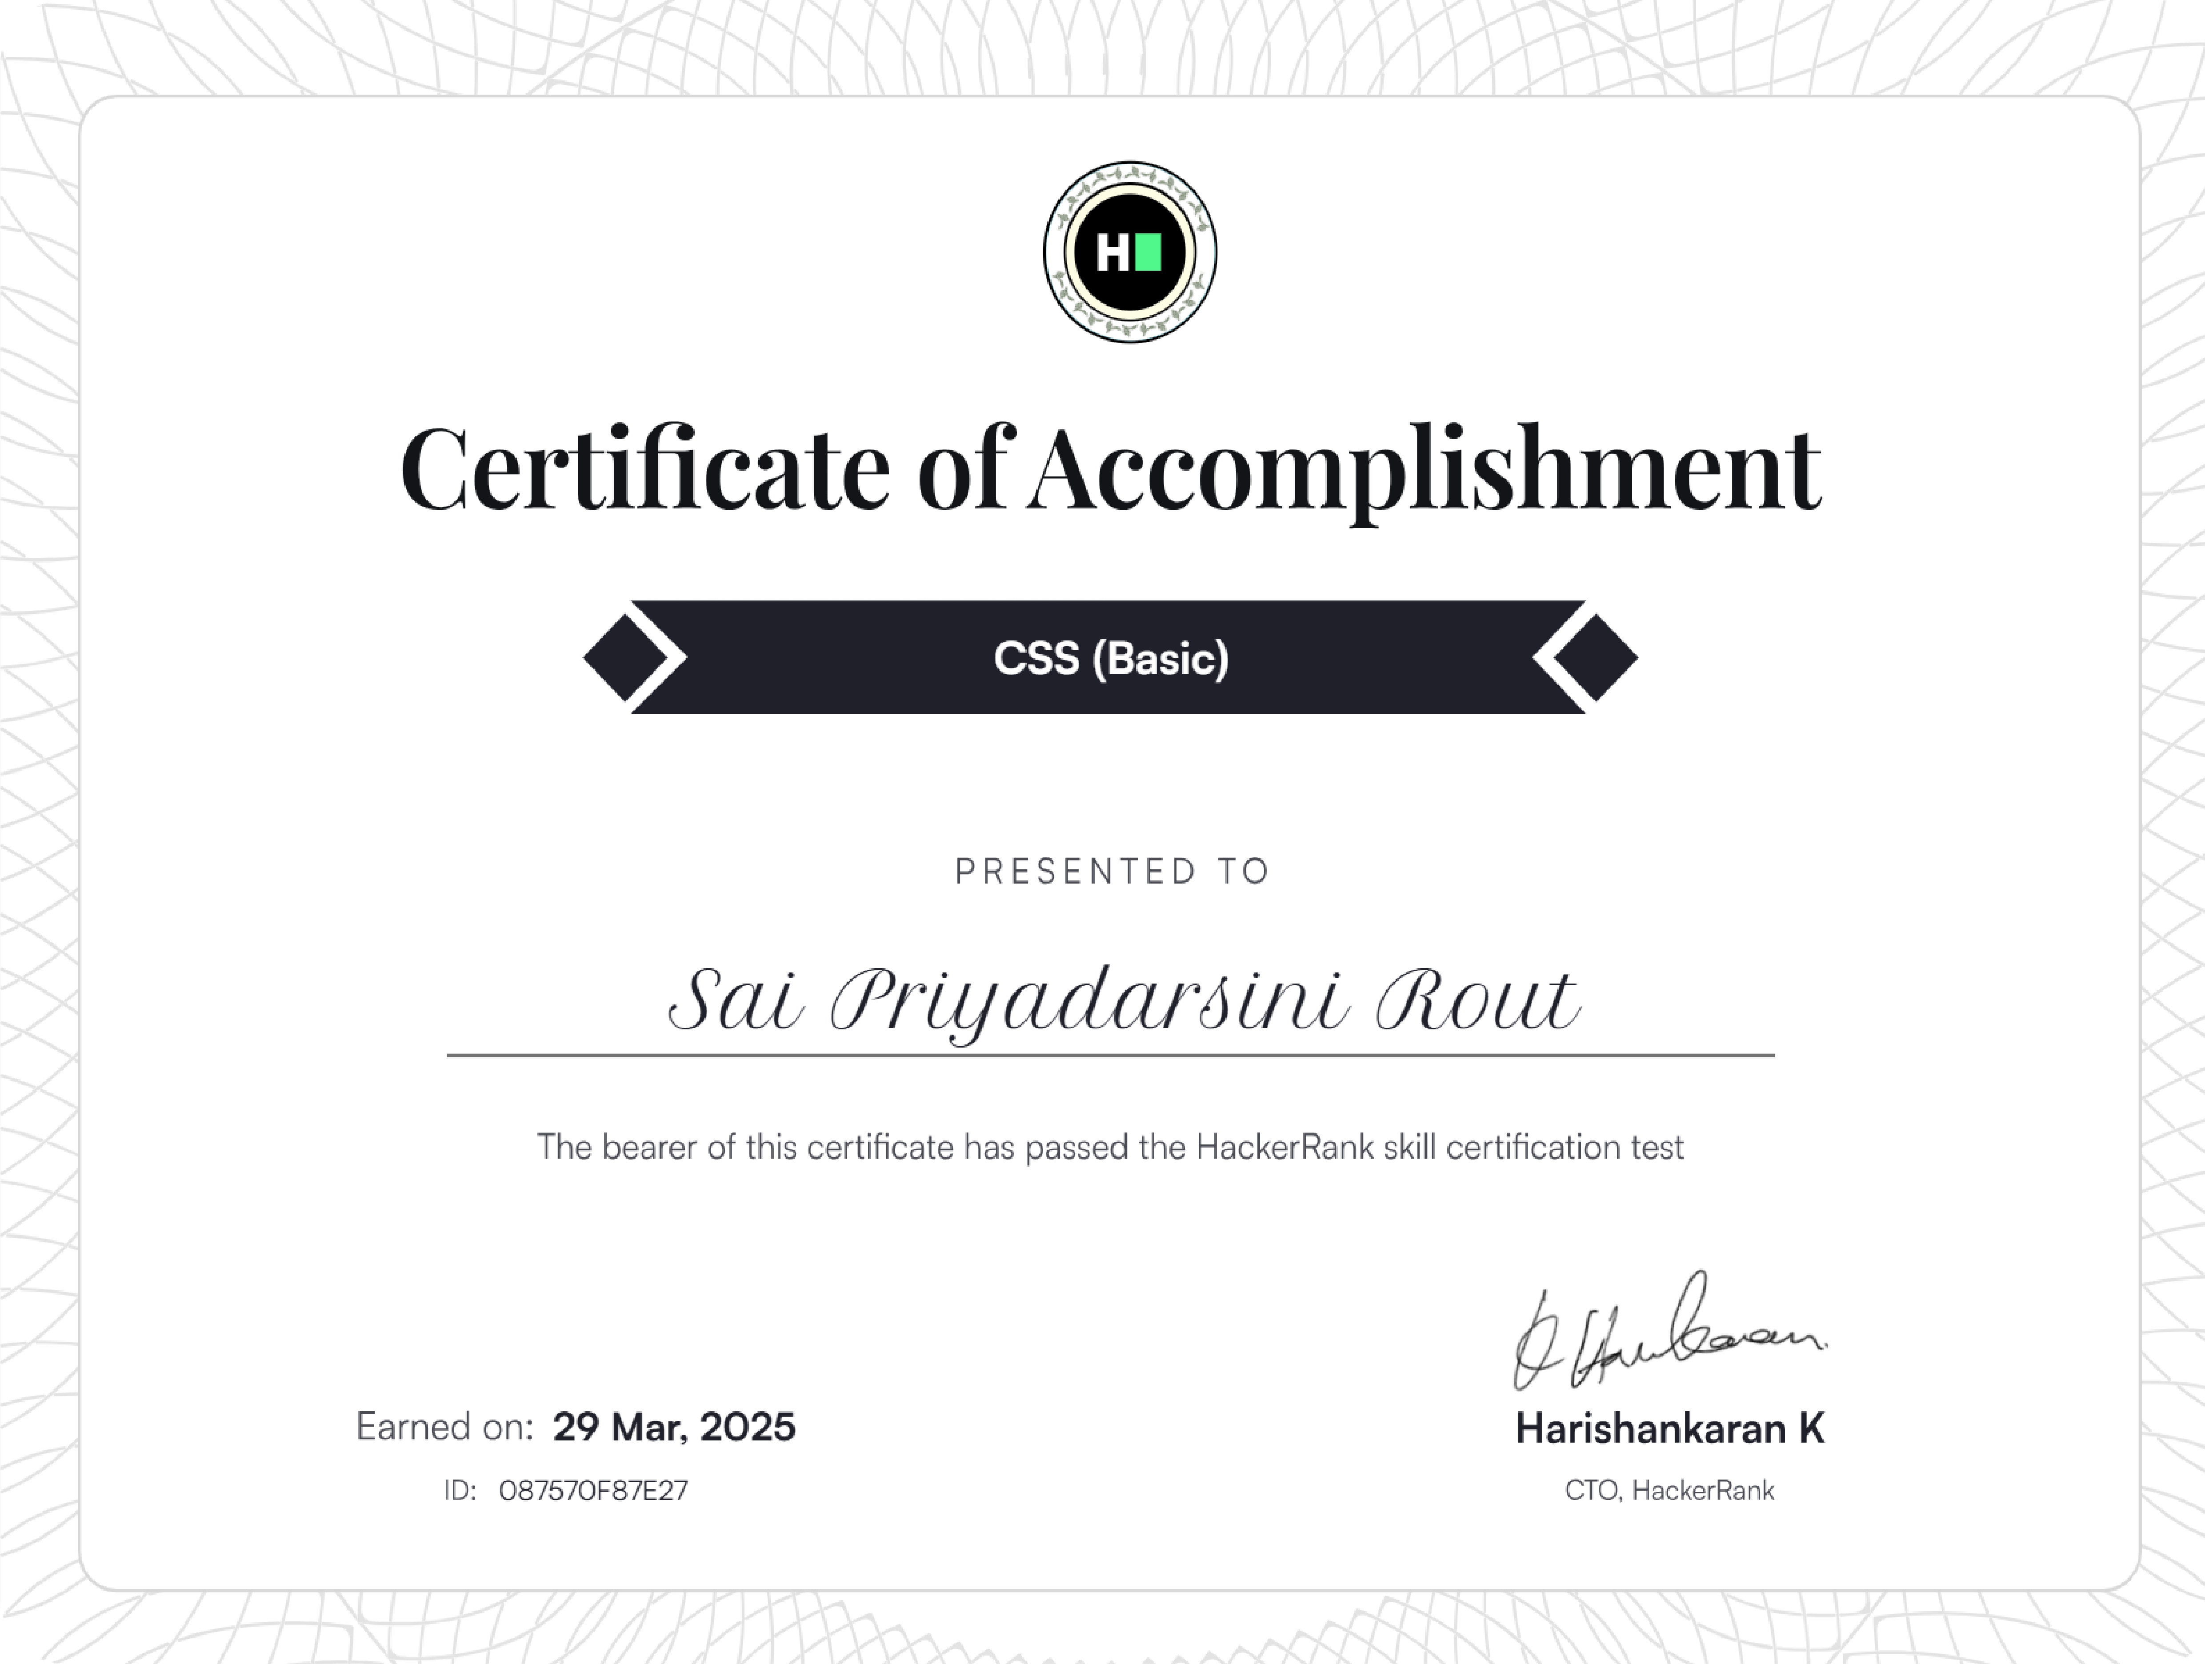 H
Certificate of Accomplishment
CSS (Basic)
PRESENTED TO
Sai Priyadarsini Rout
The bearer of this certificate has passed the HackerRank skill certification test
Earned on: 29 Mar, 2025
ID: 087570F87E27
Harishankaran K
CTO, HackerRank